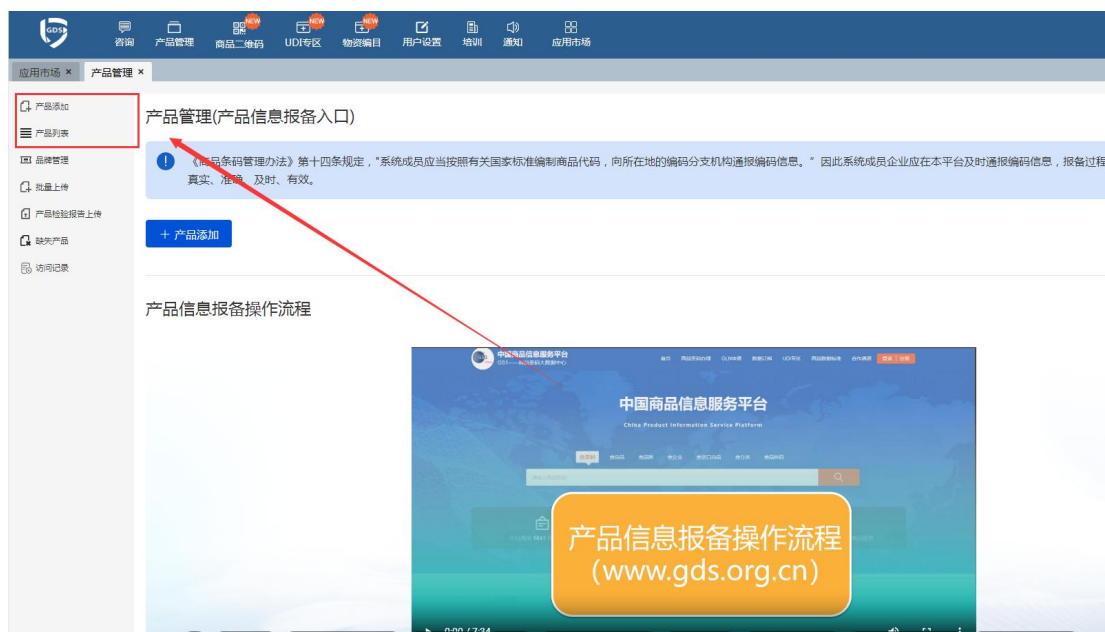 GDS
咨询
产品管理
商品二维码
NEW
UDI专区
NEW
物资编目
NEW
用户设置
培训
通知
应用市场
应用市场 ×
产品管理 ×
产品添加
产品列表
品牌管理
批量上传
产品检验报告上传
缺失产品
访问记录
产品管理(产品信息报备入口)
《商品条码管理办法》第十四条规定，"系统成员应当按照有关国家标准编制商品代码，向所在地的编码分支机构通报编码信息。" 因此系统成员企业应在本平台及时通报编码信息，报备过程
真实、准确、及时、有效。
+ 产品添加
产品信息报备操作流程
中国商品信息服务平台
中国商品信息服务平台
China Product Information Service Platform
产品信息报备操作流程
(www.gds.org.cn)
0:00 / 7:34